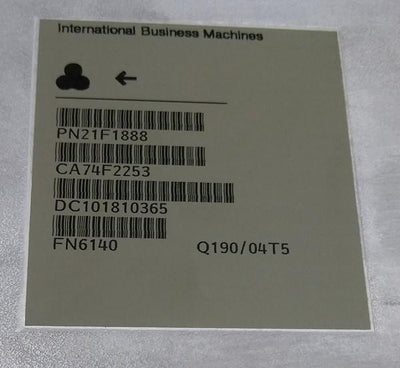 International Business Machines
PN21F1888
CA74F2253
DC101810365
FN6140 Q190/04T5